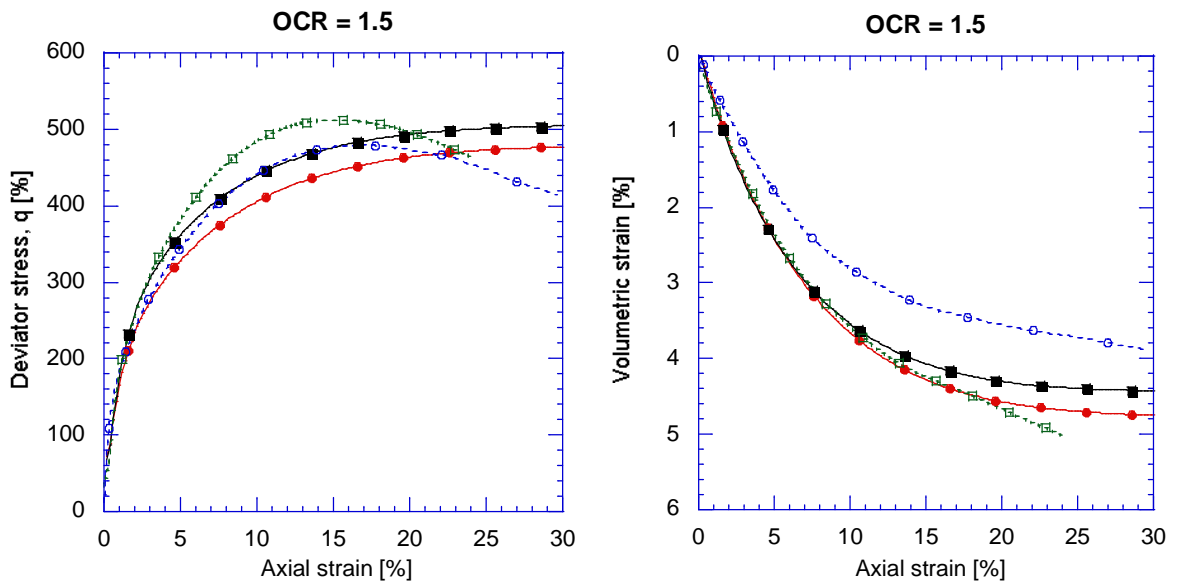 OCR = 1.5
600
500
400
300
200
100
0
Deviator stress, q [%]
0 5 10 15 20 25 30
Axial strain [%]
OCR = 1.5
0
1
2
3
4
5
6
Volumetric strain [%]
0 5 10 15 20 25 30
Axial strain [%]